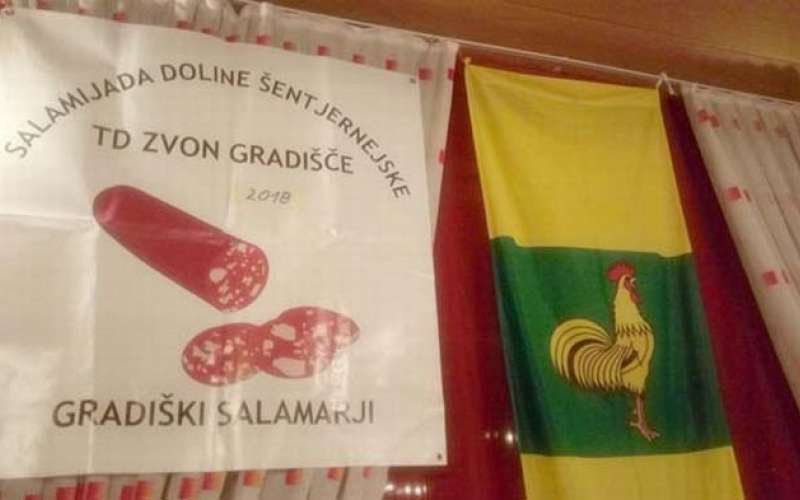 SALAMIJADA DOLINE ŠENTJERNEJSKE
TD ZVON GRADIŠČE
2018
GRADIŠKI SALAMARJI